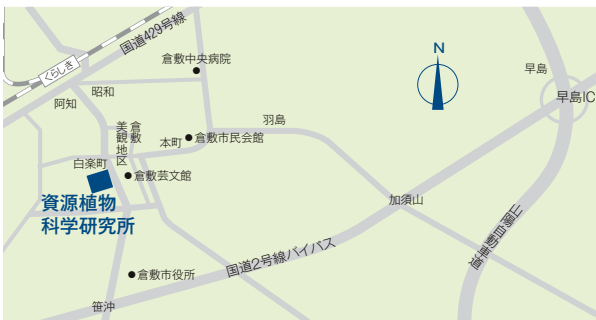 国道429号線
くらしき
倉敷中央病院
N
早島
早島IC
昭和
阿知
倉敷
美観地区
羽島
本町
倉敷市民会館
白楽町
倉敷芸文館
資源植物
科学研究所
加須山
山陽自動車道
国道2号線バイパス
倉敷市役所
笹沖